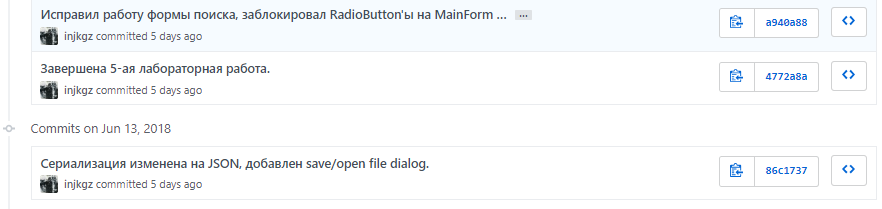 Исправил работу формы поиска, заблокировал RadioButton'ы на MainForm ... ...
injkgz committed 5 days ago
a940a88
Завершена 5-ая лабораторная работа.
injkgz committed 5 days ago
4772a8a
Commits on Jun 13, 2018
Сериализация изменена на JSON, добавлен save/open file dialog.
injkgz committed 5 days ago
86c1737